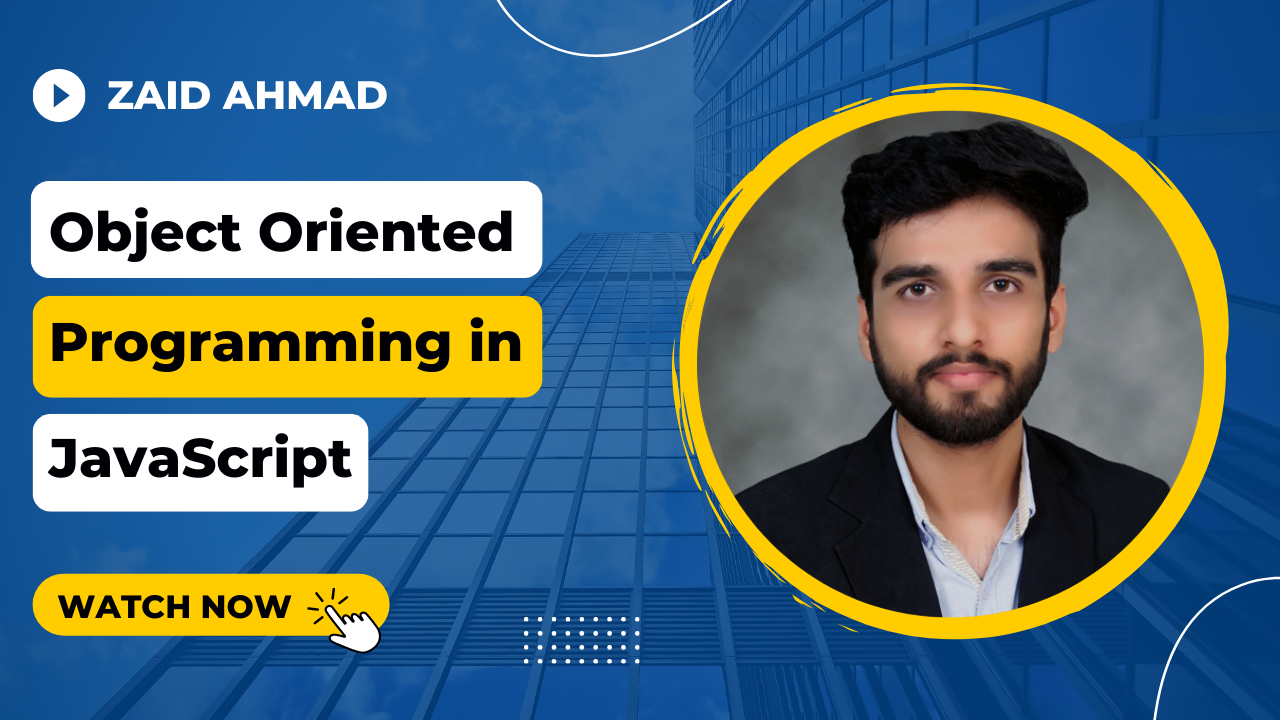 ZAID AHMAD
Object Oriented
Programming in
JavaScript
WATCH NOW